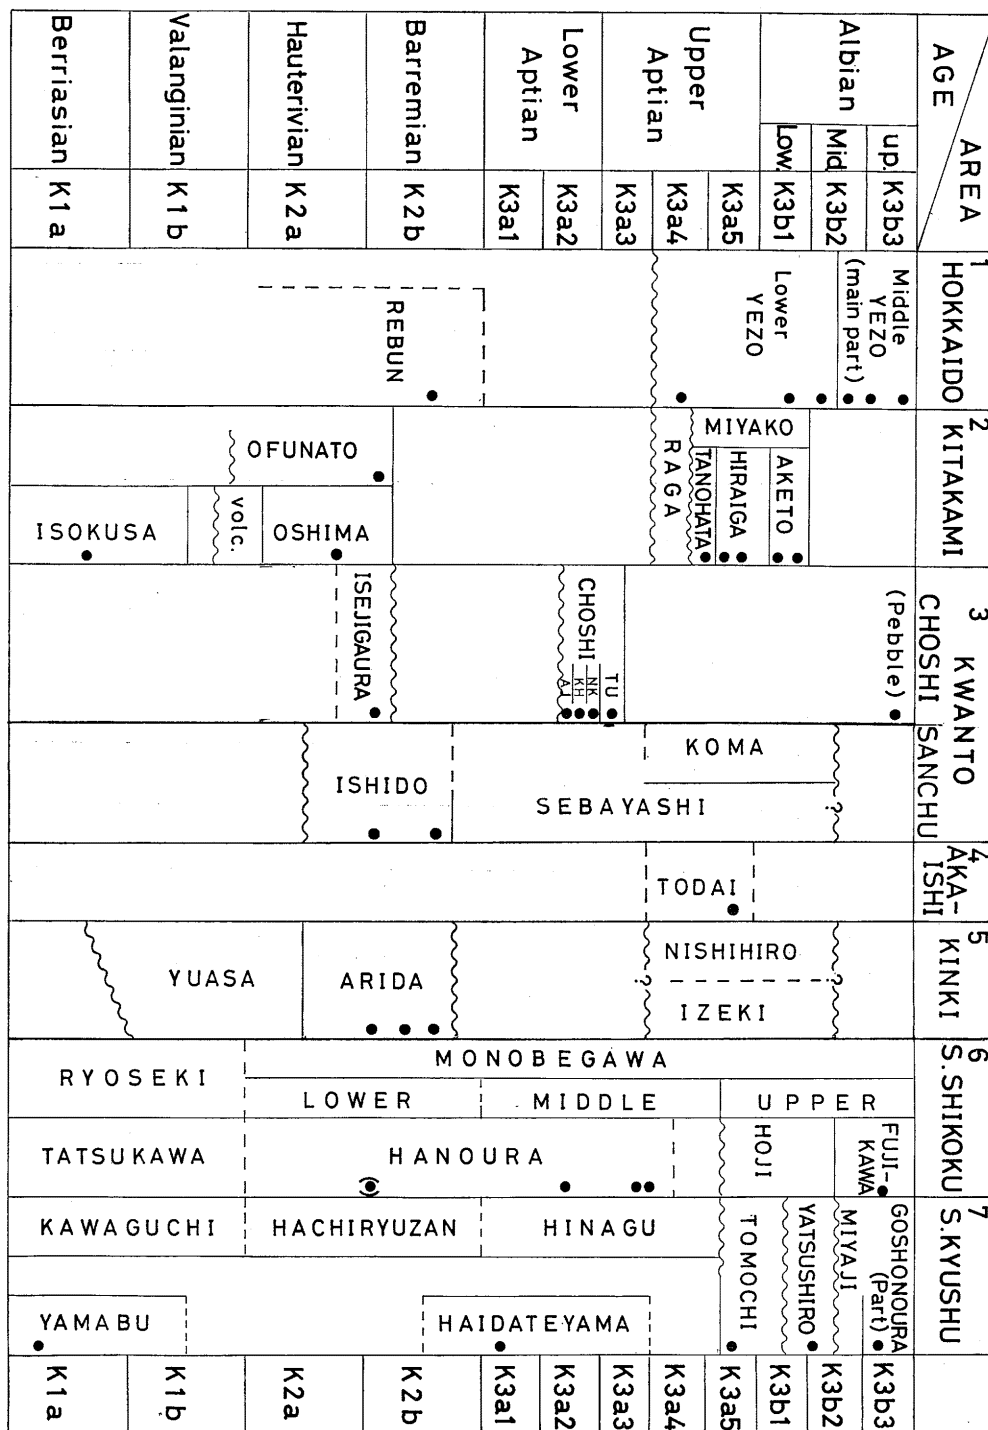 AGE
AREA
Albian
Upper
Aptian
Lower
Aptian
Barremian
Hauterivian
Valanginian
Berriasian
up.
Mid
Low.
K3b3
K3b2
K3b1
K3a5
K3a4
K3a3
K3a2
K3a1
K2b
K2a
K1b
K1a
1
HOKKAIDO
Middle
YEZO
(main part)
Lower
YEZO
REBUN
2
KITAKAMI
MIYAKO
AKETO
HIRAIGA
TANOHATA
RAGA
OFUNATO
OSHIMA
volc.
ISOKUSA
3
KWANTO
CHOSHI
(Pebble)
TU
CHOSHI
NK
KH
AI
ISEJIGAURA
SANCHU
KOMA
?
SEBAYASHI
ISHIDO
4
AKA-
ISHI
TODAI
5
KINKI
NISHIHIRO
?
?
IZEKI
ARIDA
YUASA
6
S.SHIKOKU
MONOBEGAWA
UPPER
MIDDLE
LOWER
RYOSEKI
FUJI-
KAWA
HOJI
HANOURA
TATSUKAWA
7
S.KYUSHU
GOSHONOURA
(Part)
MIYAJI
YATSUSHIRO
TOMOCHI
HINAGU
HACHIRYUZAN
KAWAGUCHI
HAIDATEYAMA
YAMABU
K3b3
K3b2
K3b1
K3a5
K3a4
K3a3
K3a2
K3a1
K2b
K2a
K1b
K1a